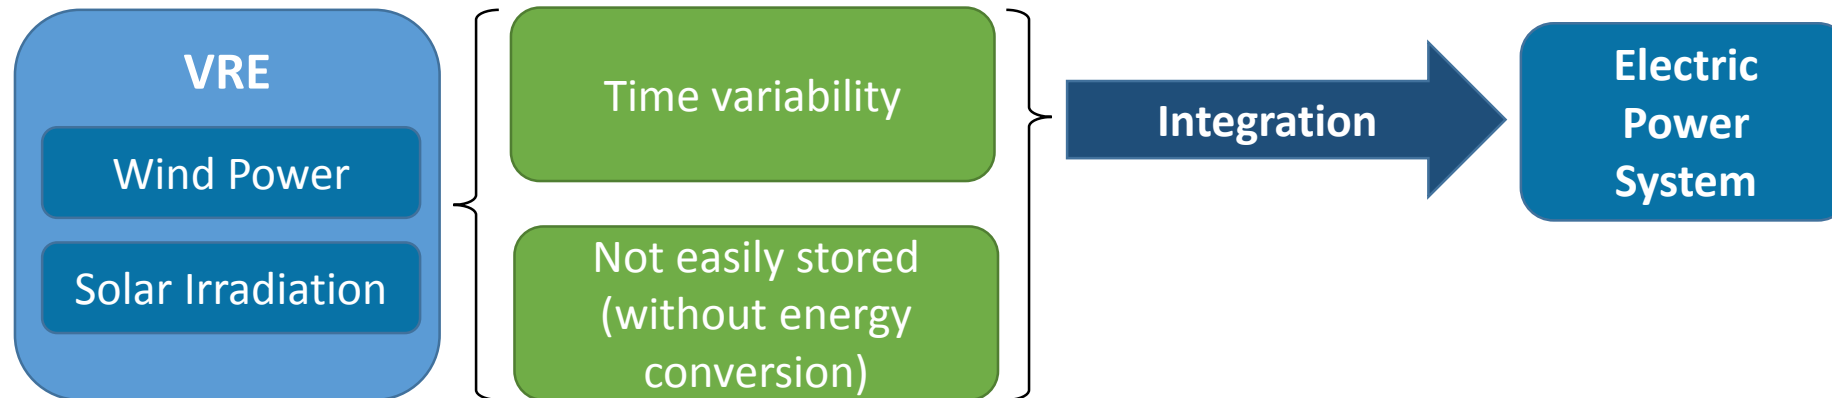 VRE
Wind Power
Solar Irradiation
Time variability
Not easily stored
(without energy
conversion)
Integration
Electric
Power
System